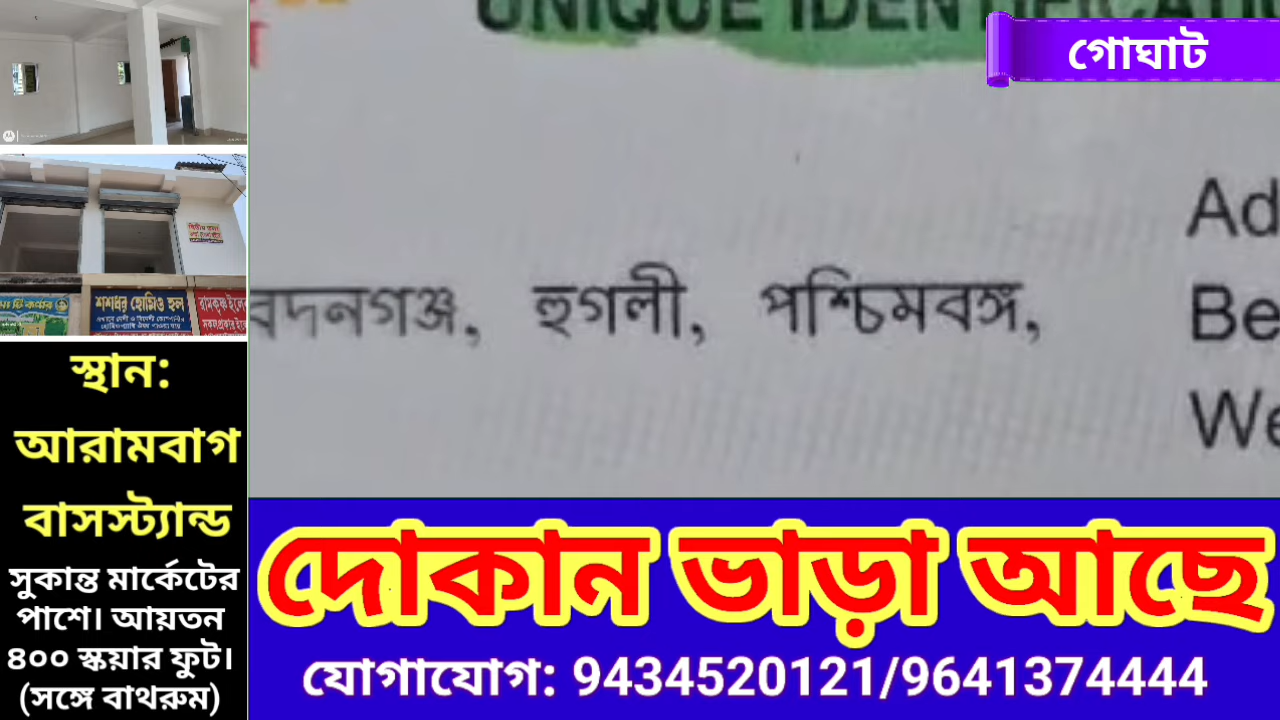 UNIQUE IDENTIFICATIO
গোঘাট
Ad
বদনগঞ্জ, হুগলী, পশ্চিমবঙ্গ,
Be
We
শশধর হোমিও হল
স্থান:
আরামবাগ
বাসস্ট্যান্ড
সুকান্ত মার্কেটের
পাশে। আয়তন
৪০০ স্কয়ার ফুট।
(সঙ্গে বাথরুম)
দোকান ভাড়া আছে
যোগাযোগ: 9434520121/9641374444